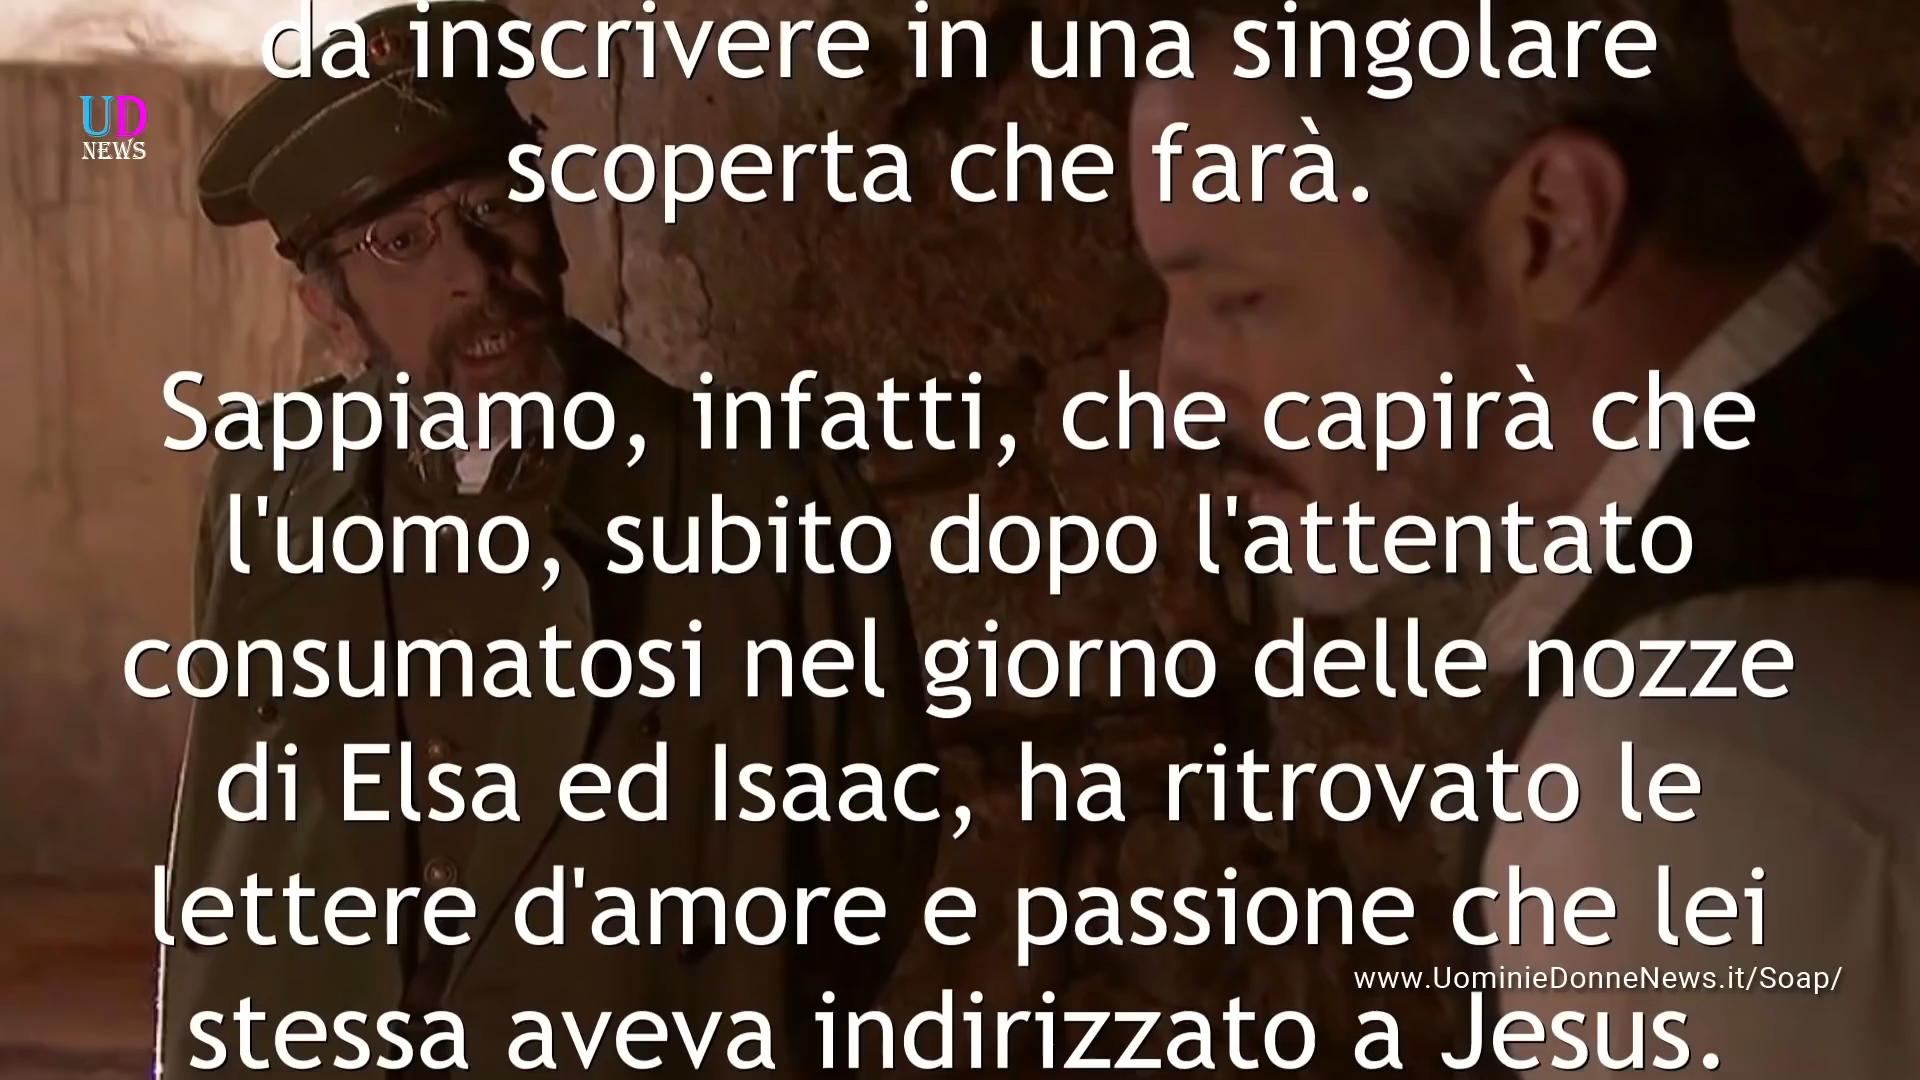 da inscrivere in una singolare
scoperta che farà.
UD
NEWS
Sappiamo, infatti, che capirà che
l'uomo, subito dopo l'attentato
consumatosi nel giorno delle nozze
di Elsa ed Isaac, ha ritrovato le
lettere d'amore e passione che lei
www.UominieDonneNews.it/Soap/
stessa aveva indirizzato a Jesus.